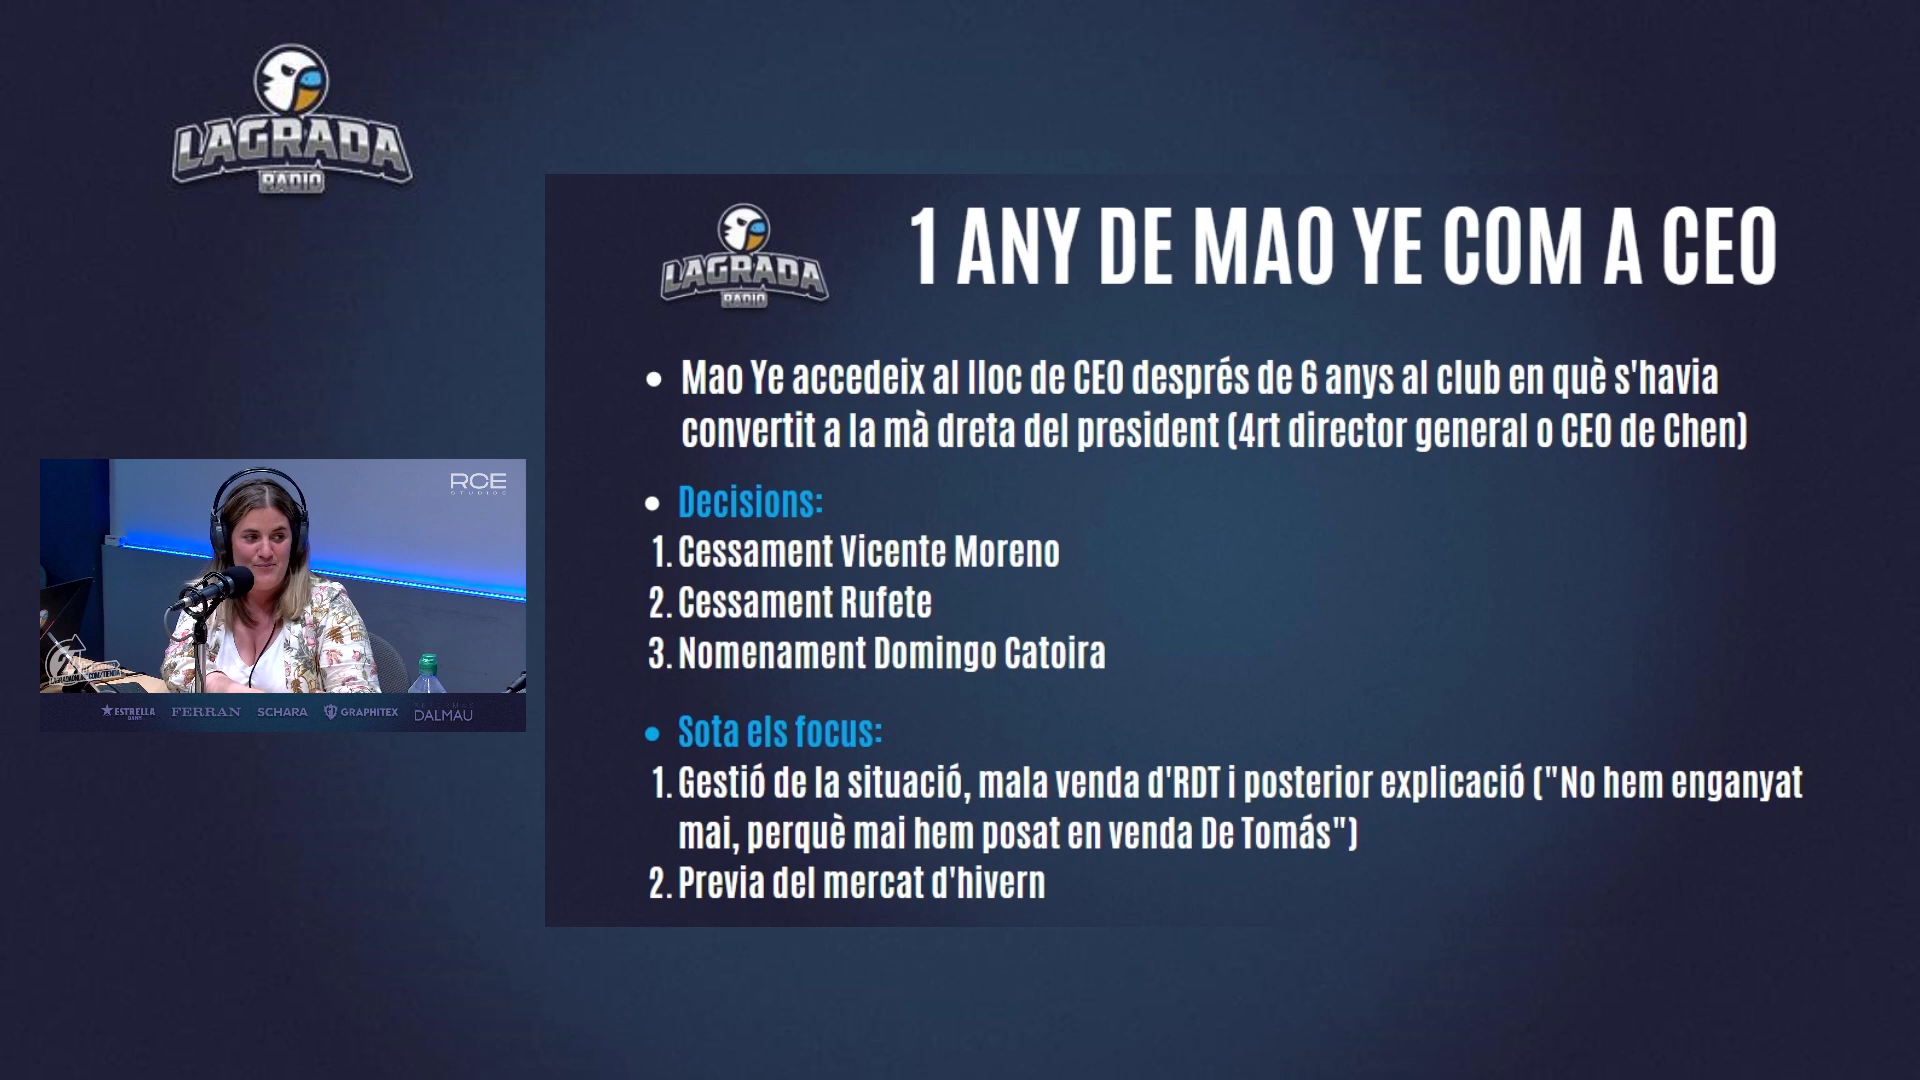 LAGRADA
RADIO
LAGRADA
RADIO
1 ANY DE MAO YE COM A CEO
• Mao Ye accedeix al lloc de CEO després de 6 anys al club en què s'havia
convertit a la mà dreta del president (4rt director general o CEO de Chen)
• Decisions:
1. Cessament Vicente Moreno
2. Cessament Rufete
3. Nomenament Domingo Catoira
• Sota els focus:
1. Gestió de la situació, mala venda d'RDT i posterior explicació ("No hem enganyat
mai, perquè mai hem posat en venda De Tomás")
2. Previa del mercat d'hivern
RCE
STUDIOS
ESTRELLA
DAMM
FERRAN
SCHARA
GRAPHITEX
DALMAU